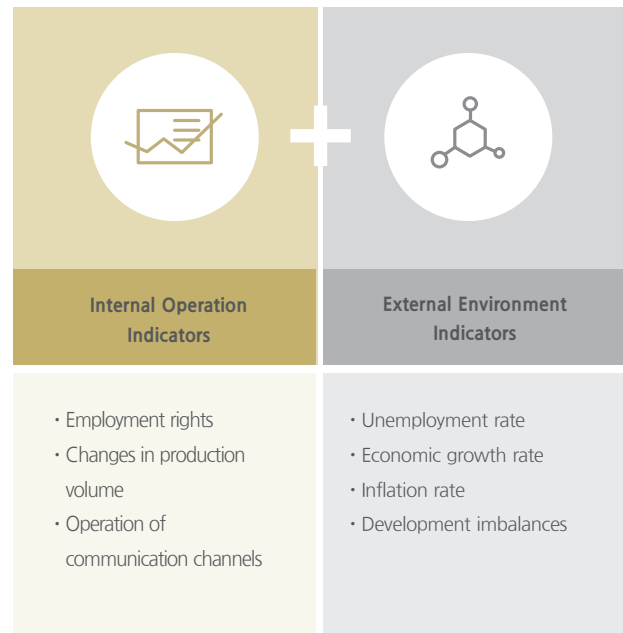 Internal Operation
Indicators
External Environment
Indicators
· Employment rights
· Changes in production
volume
· Operation of
communication channels
· Unemployment rate
· Economic growth rate
· Inflation rate
· Development imbalances